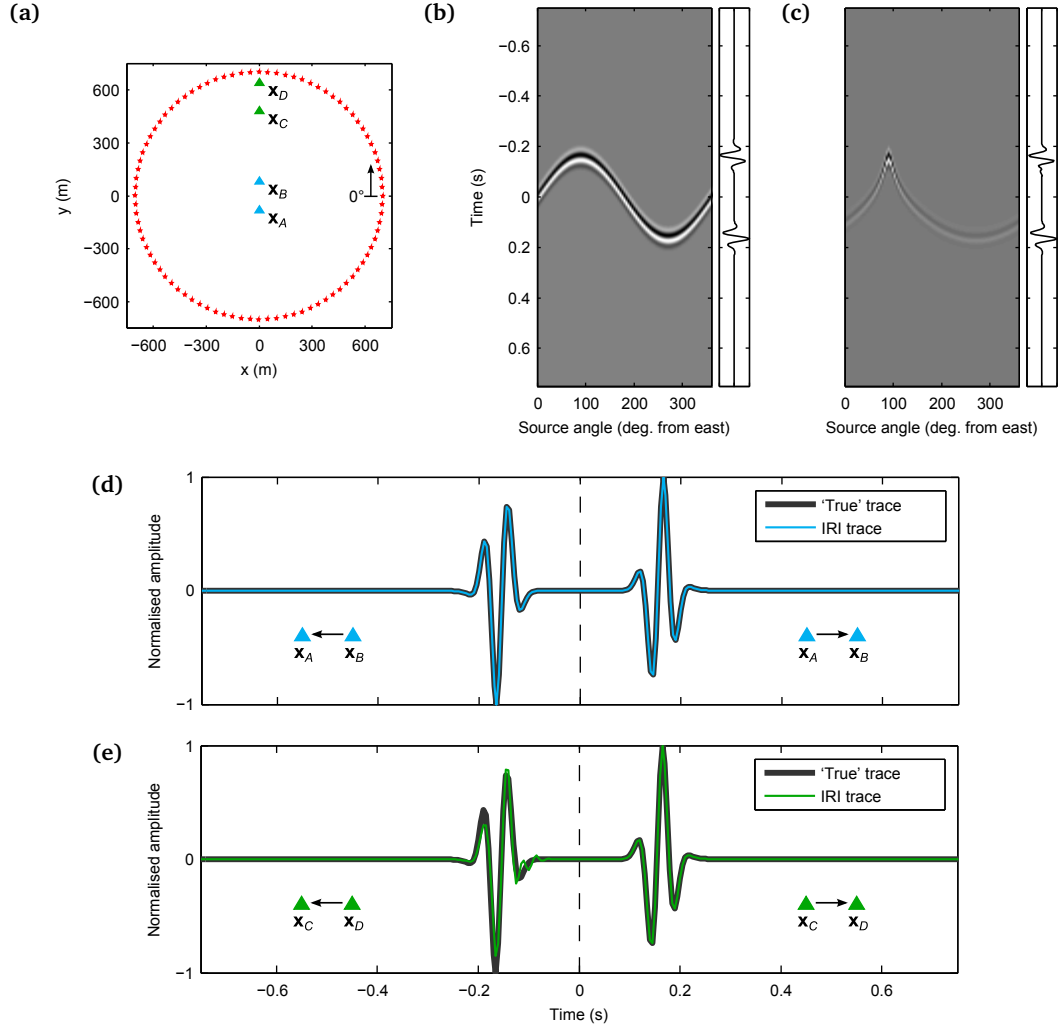 (a)
600
300
0
−300
−600
y (m)
−600 −300 0 300 600
x (m)
x_D
x_C
x_B
x_A
0°
(b)
−0.6
−0.4
−0.2
0
0.2
0.4
0.6
Time (s)
0 100 200 300
Source angle (deg. from east)
(c)
0 100 200 300
Source angle (deg. from east)
(d)
1
0
−1
Normalised amplitude
'True' trace
IRI trace
x_A x_B
x_A x_B
(e)
1
0
−1
Normalised amplitude
'True' trace
IRI trace
x_C x_D
x_C x_D
−0.6 −0.4 −0.2 0 0.2 0.4 0.6
Time (s)